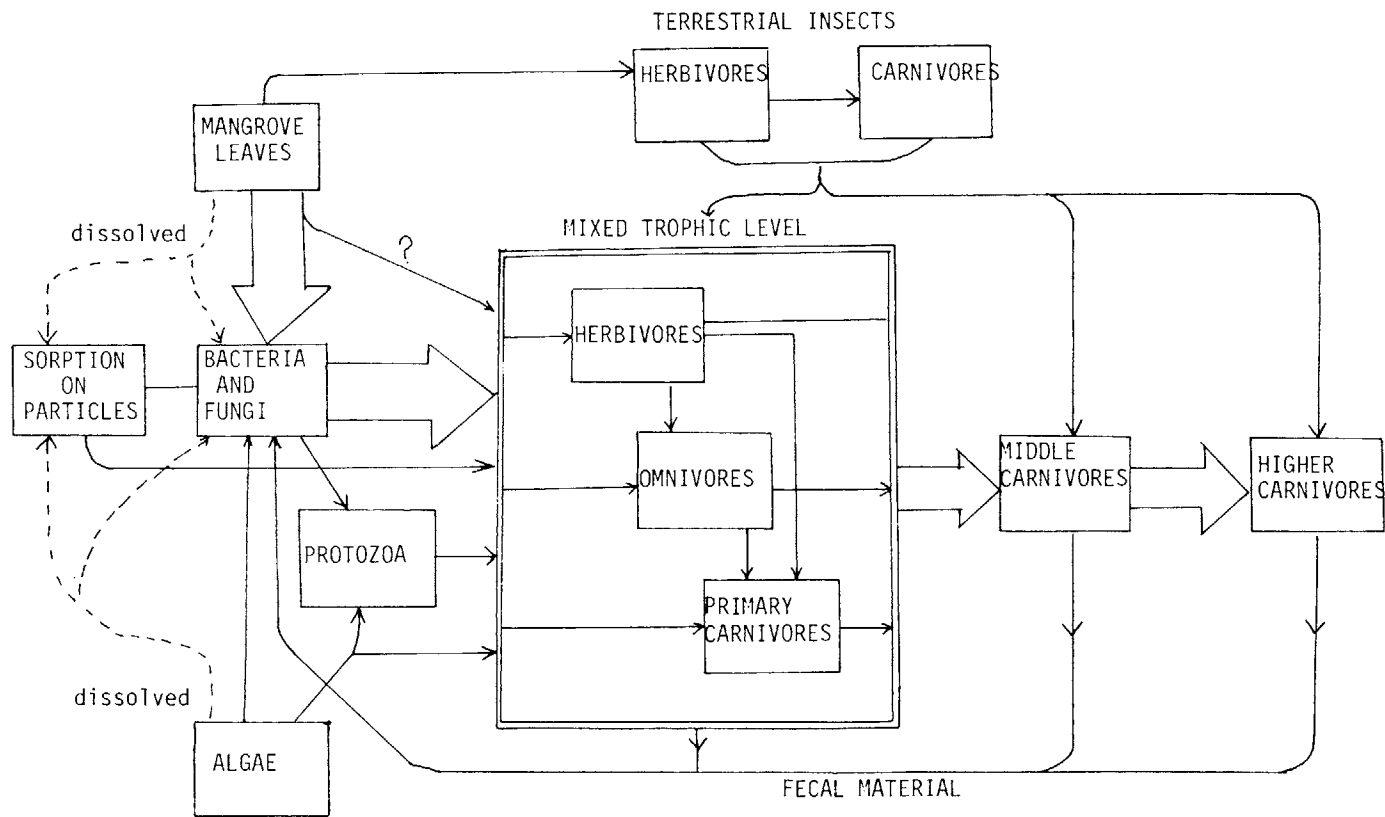 TERRESTRIAL INSECTS
HERBIVORES
CARNIVORES
MANGROVE
LEAVES
dissolved
?
MIXED TROPHIC LEVEL
HERBIVORES
SORPTION
ON
PARTICLES
BACTERIA
AND
FUNGI
OMNIVORES
MIDDLE
CARNIVORES
HIGHER
CARNIVORES
PROTOZOA
PRIMARY
CARNIVORES
dissolved
ALGAE
FECAL MATERIAL